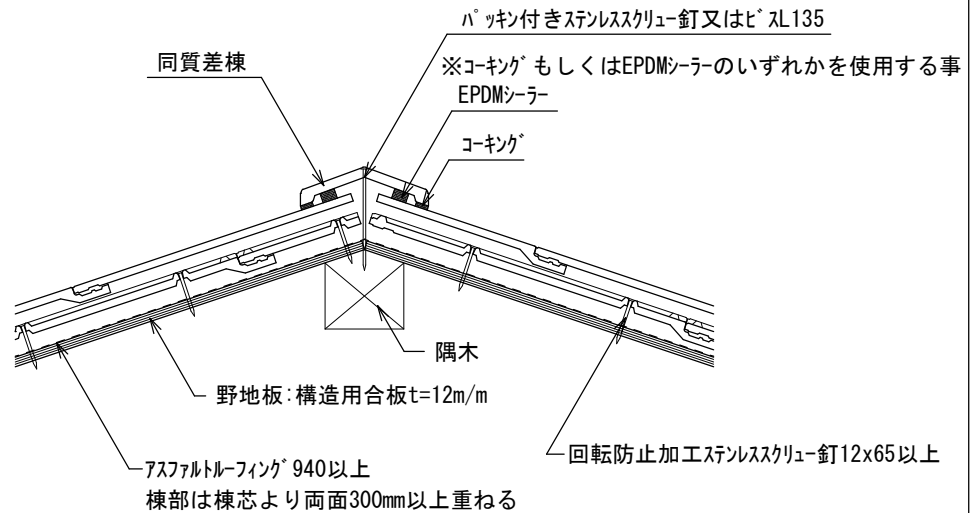 ﾊﾟｯｷﾝ付きｽﾃﾝﾚｽｽｸﾘｭｰ釘又はﾋﾞｽL135
同質差棟
※ｺｰｷﾝｸﾞもしくはEPDMｼｰﾗｰのいずれかを使用する事
EPDMｼｰﾗｰ
ｺｰｷﾝｸﾞ
隅木
野地板:構造用合板t=12m/m
回転防止加工ｽﾃﾝﾚｽｽｸﾘｭｰ釘12x65以上
ｱｽﾌｧﾙﾄﾙｰﾌｨﾝｸﾞ940以上
棟部は棟芯より両面300mm以上重ねる